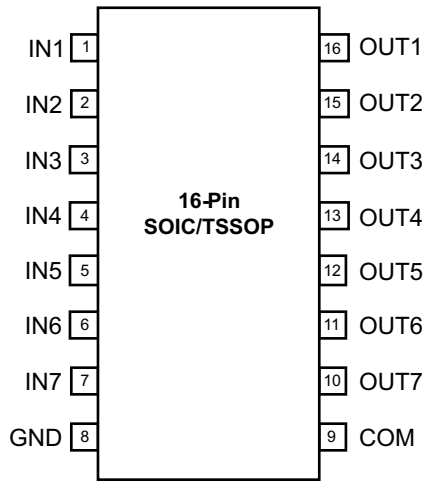 IN1 1 16 OUT1
IN2 2 15 OUT2
IN3 3 14 OUT3
16-Pin
SOIC/TSSOP
IN4 4 13 OUT4
IN5 5 12 OUT5
IN6 6 11 OUT6
IN7 7 10 OUT7
GND 8 9 COM